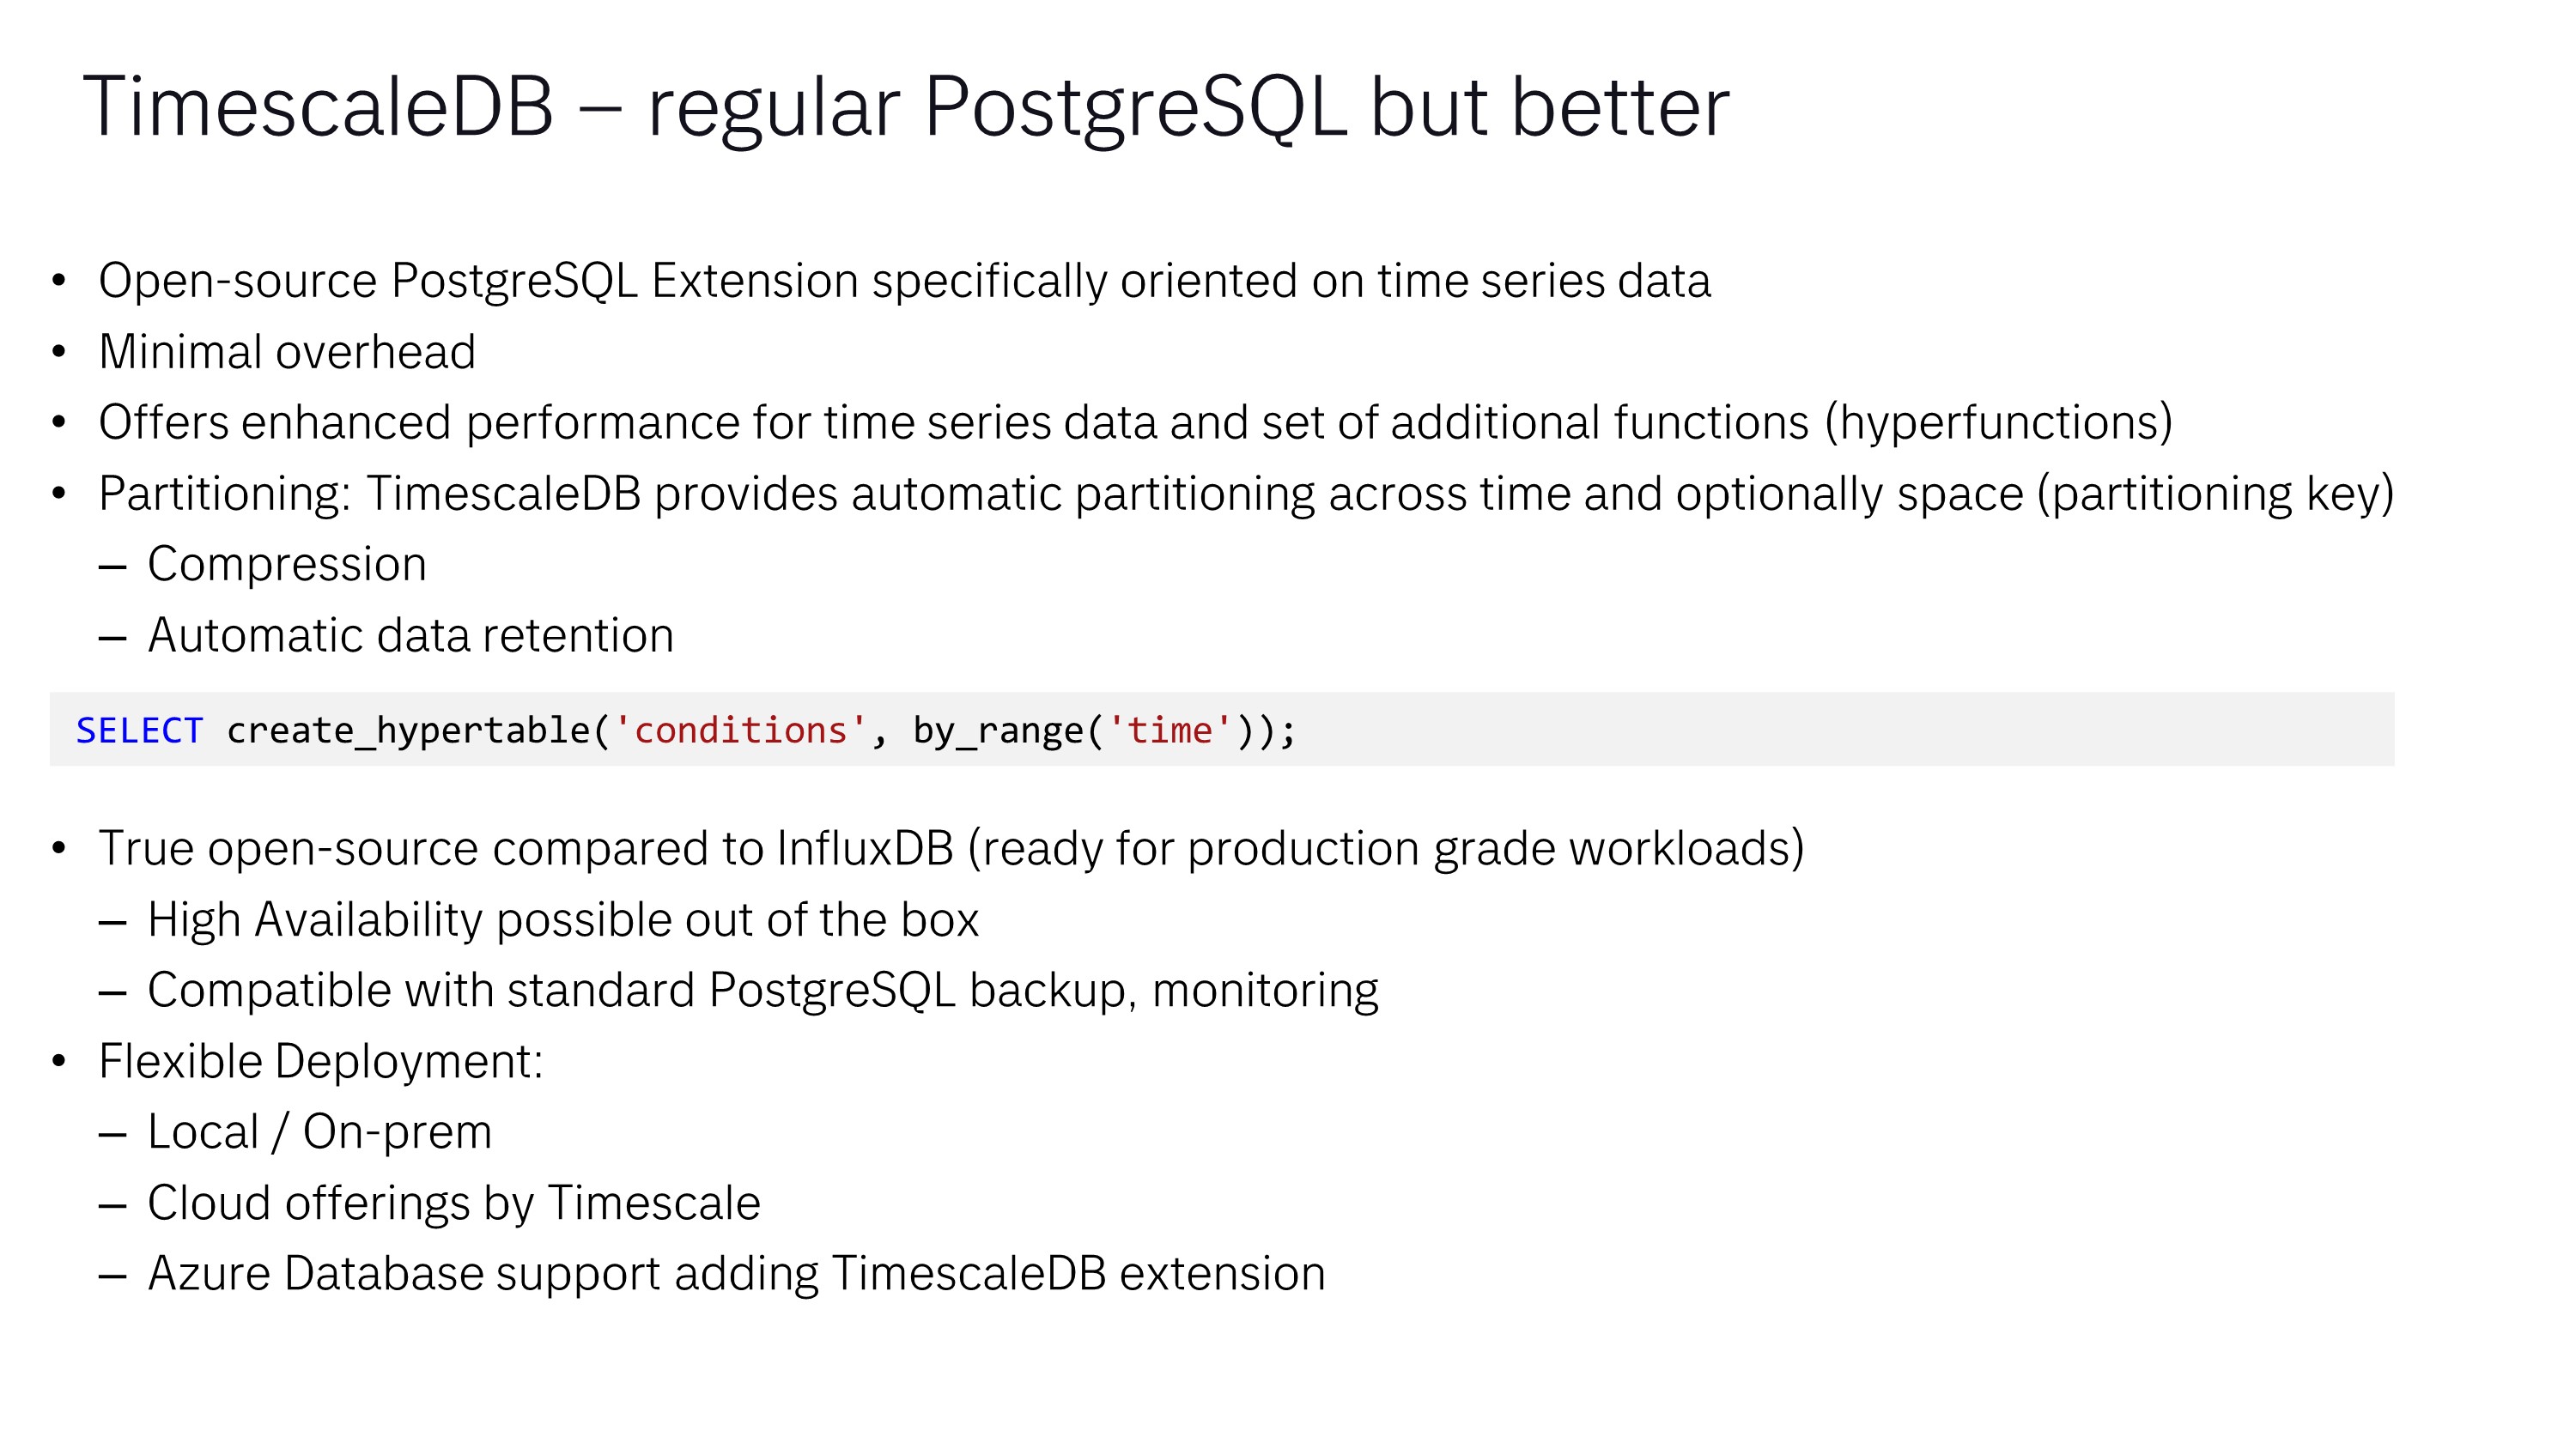 TimescaleDB – regular PostgreSQL but better
• Open-source PostgreSQL Extension specifically oriented on time series data
• Minimal overhead
• Offers enhanced performance for time series data and set of additional functions (hyperfunctions)
• Partitioning: TimescaleDB provides automatic partitioning across time and optionally space (partitioning key)
– Compression
– Automatic data retention
SELECT create_hypertable('conditions', by_range('time'));
• True open-source compared to InfluxDB (ready for production grade workloads)
– High Availability possible out of the box
– Compatible with standard PostgreSQL backup, monitoring
• Flexible Deployment:
– Local / On-prem
– Cloud offerings by Timescale
– Azure Database support adding TimescaleDB extension